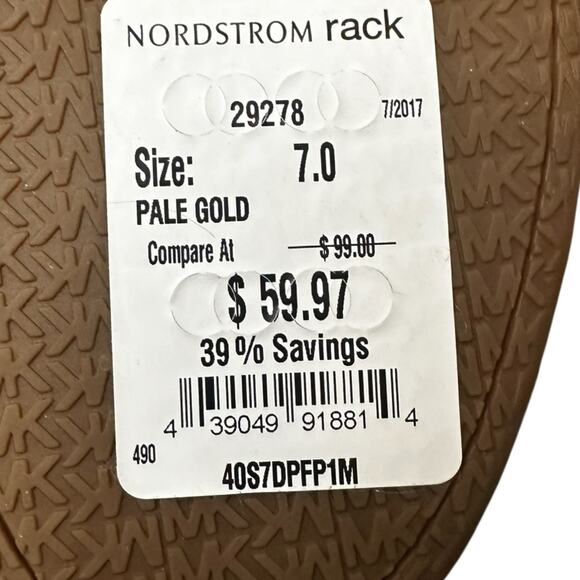 NORDSTROM rack
29278 7/2017
Size: 7.0
PALE GOLD
Compare At $99.00
$ 59.97
39% Savings
4 39049 91881 4
490
40S7DPFP1M